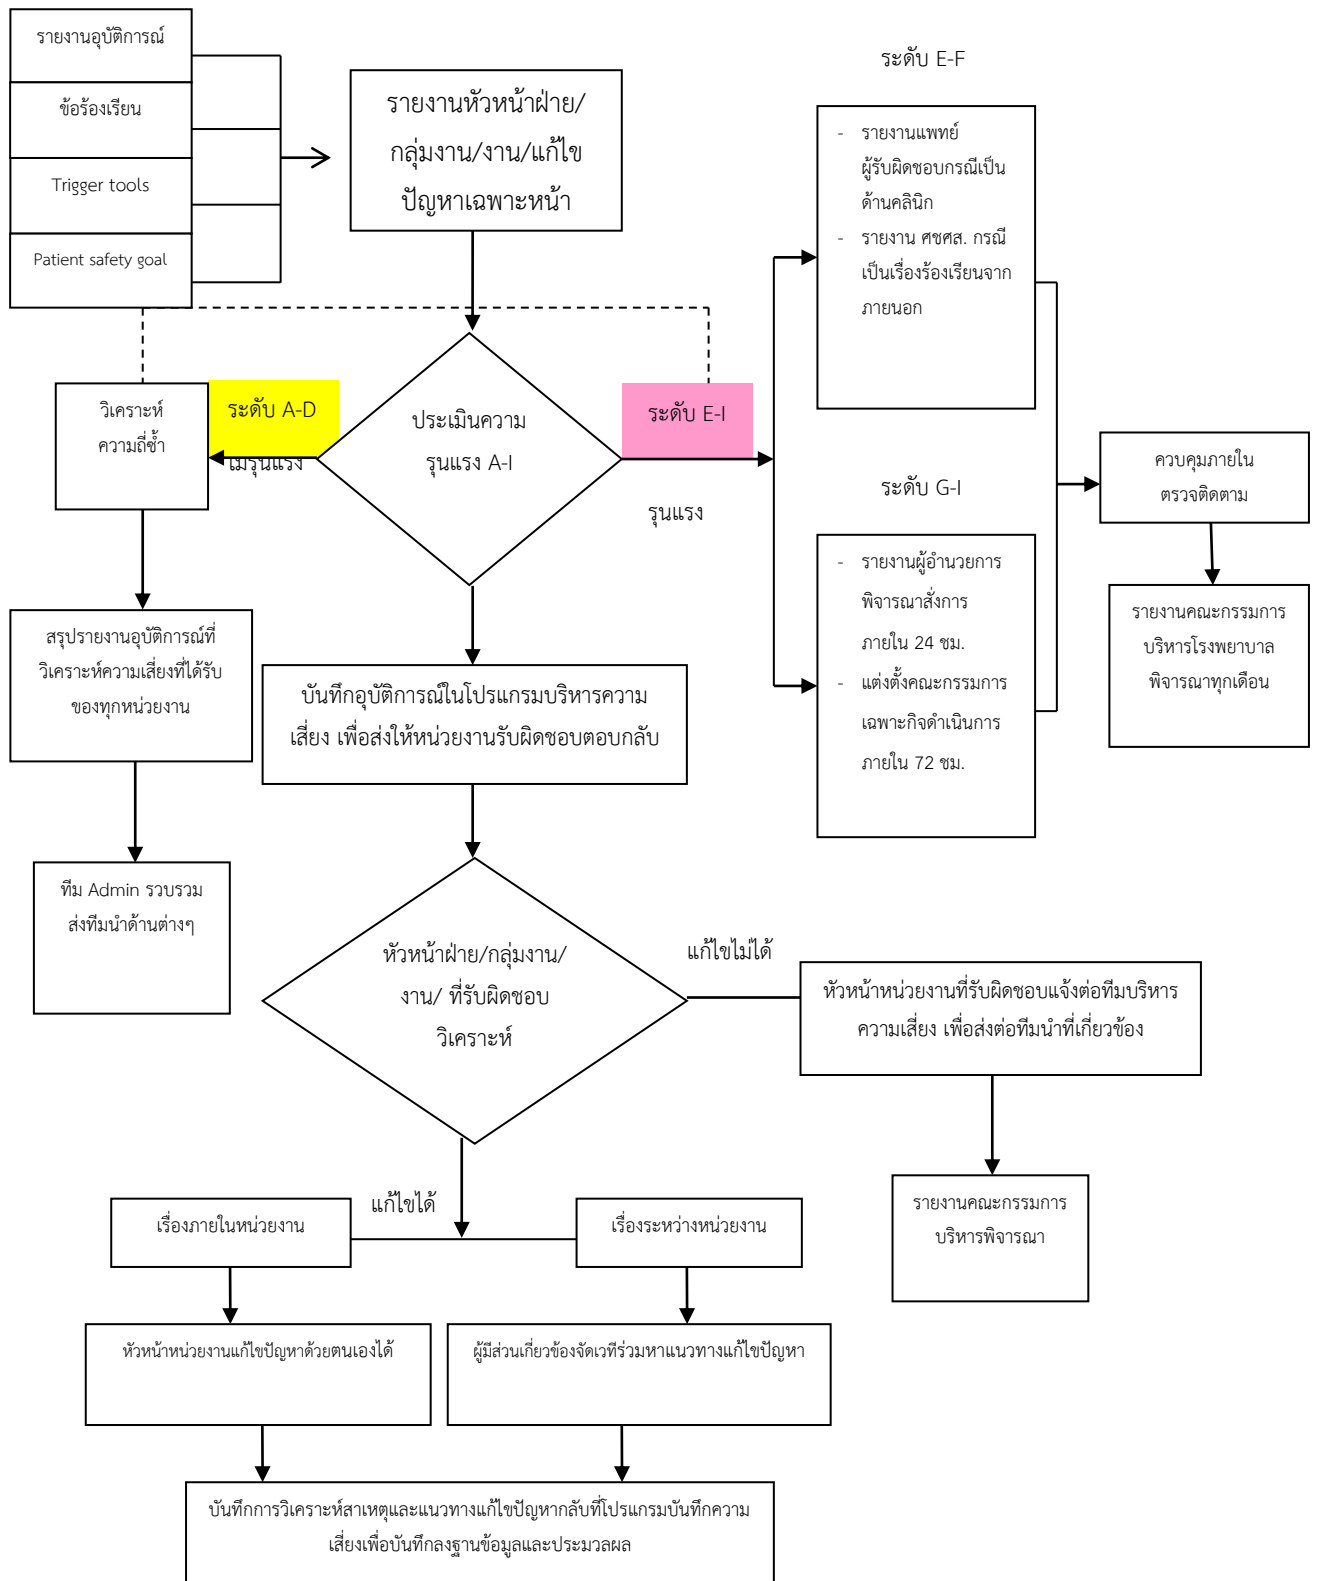 รายงานอุบัติการณ์
ข้อร้องเรียน
Trigger tools
Patient safety goal
รายงานหัวหน้าฝ่าย/
กลุ่มงาน/งาน/แก้ไข
ปัญหาเฉพาะหน้า
ระดับ E-F
- รายงานแพทย์
ผู้รับผิดชอบกรณีเป็น
ด้านคลินิก
- รายงาน ศชศส. กรณี
เป็นเรื่องร้องเรียนจาก
ภายนอก
วิเคราะห์
ความถี่ซ้ำ
ระดับ A-D
ไม่รุนแรง
ประเมินความ
รุนแรง A-I
ระดับ E-I
รุนแรง
ระดับ G-I
- รายงานผู้อำนวยการ
พิจารณาสั่งการ
ภายใน 24 ชม.
- แต่งตั้งคณะกรรมการ
เฉพาะกิจดำเนินการ
ภายใน 72 ชม.
ควบคุมภายใน
ตรวจติดตาม
รายงานคณะกรรมการ
บริหารโรงพยาบาล
พิจารณาทุกเดือน
สรุปรายงานอุบัติการณ์ที่
วิเคราะห์ความเสี่ยงที่ได้รับ
ของทุกหน่วยงาน
บันทึกอุบัติการณ์ในโปรแกรมบริหารความ
เสี่ยง เพื่อส่งให้หน่วยงานรับผิดชอบตอบกลับ
ทีม Admin รวบรวม
ส่งทีมนำด้านต่างๆ
หัวหน้าฝ่าย/กลุ่มงาน/
งาน/ ที่รับผิดชอบ
วิเคราะห์
แก้ไขไม่ได้
หัวหน้าหน่วยงานที่รับผิดชอบแจ้งต่อทีมบริหาร
ความเสี่ยง เพื่อส่งต่อทีมนำที่เกี่ยวข้อง
รายงานคณะกรรมการ
บริหารพิจารณา
แก้ไขได้
เรื่องภายในหน่วยงาน
เรื่องระหว่างหน่วยงาน
หัวหน้าหน่วยงานแก้ไขปัญหาด้วยตนเองได้
ผู้มีส่วนเกี่ยวข้องจัดเวทีร่วมหาแนวทางแก้ไขปัญหา
บันทึกการวิเคราะห์สาเหตุและแนวทางแก้ไขปัญหากลับที่โปรแกรมบันทึกความ
เสี่ยงเพื่อบันทึกลงฐานข้อมูลและประมวลผล